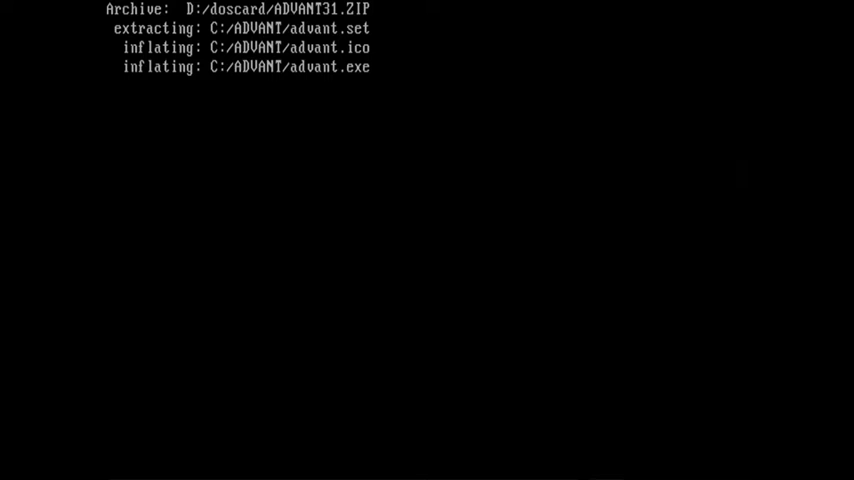 Archive:  D:/doscard/ADVANT31.ZIP
extracting: C:/ADVANT/advant.set
inflating: C:/ADVANT/advant.ico
inflating: C:/ADVANT/advant.exe